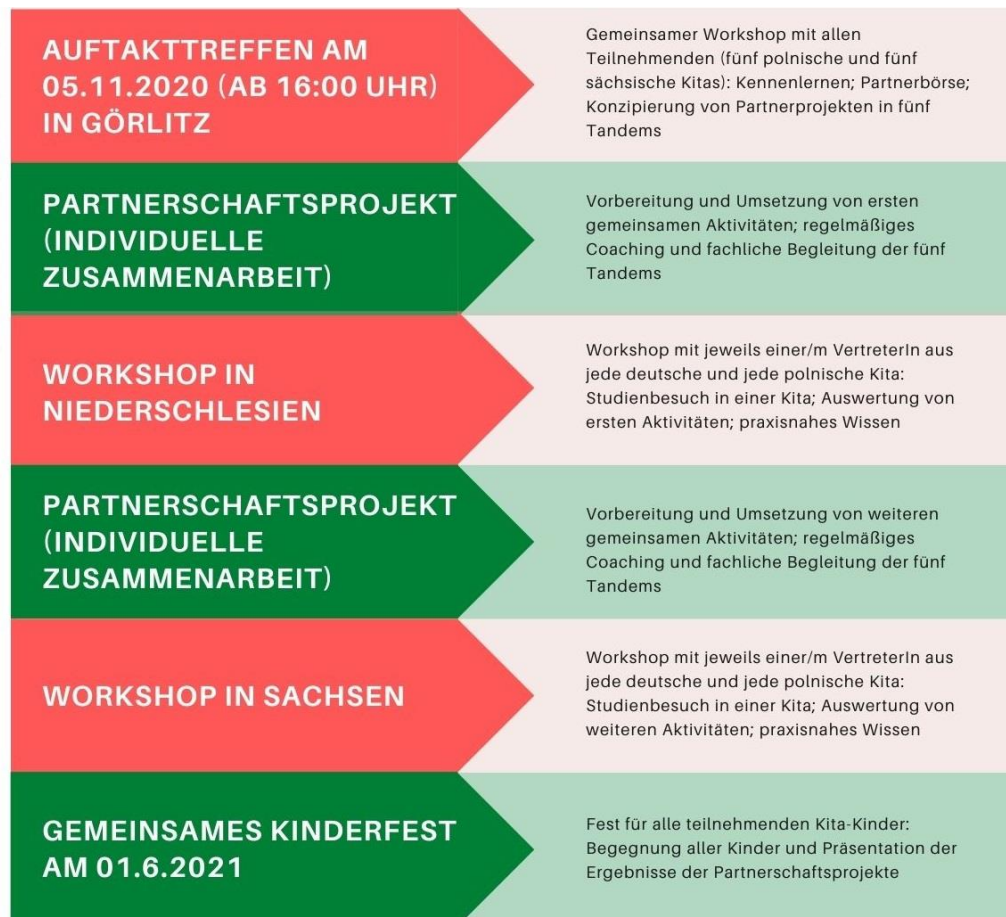 AUFTAKTTREFFEN AM
05.11.2020 (AB 16:00 UHR)
IN GÖRLITZ
Gemeinsamer Workshop mit allen
Teilnehmenden (fünf polnische und fünf
sächsische Kitas): Kennenlernen; Partnerbörse;
Konzipierung von Partnerprojekten in fünf
Tandems
PARTNERSCHAFTSPROJEKT
(INDIVIDUELLE
ZUSAMMENARBEIT)
Vorbereitung und Umsetzung von ersten
gemeinsamen Aktivitäten; regelmäßiges
Coaching und fachliche Begleitung der fünf
Tandems
WORKSHOP IN
NIEDERSCHLESIEN
Workshop mit jeweils einer/m VertreterIn aus
jede deutsche und jede polnische Kita:
Studienbesuch in einer Kita; Auswertung von
ersten Aktivitäten; praxisnahes Wissen
PARTNERSCHAFTSPROJEKT
(INDIVIDUELLE
ZUSAMMENARBEIT)
Vorbereitung und Umsetzung von weiteren
gemeinsamen Aktivitäten; regelmäßiges
Coaching und fachliche Begleitung der fünf
Tandems
WORKSHOP IN SACHSEN
Workshop mit jeweils einer/m VertreterIn aus
jede deutsche und jede polnische Kita:
Studienbesuch in einer Kita; Auswertung von
weiteren Aktivitäten; praxisnahes Wissen
GEMEINSAMES KINDERFEST
AM 01.6.2021
Fest für alle teilnehmenden Kita-Kinder:
Begegnung aller Kinder und Präsentation der
Ergebnisse der Partnerschaftsprojekte